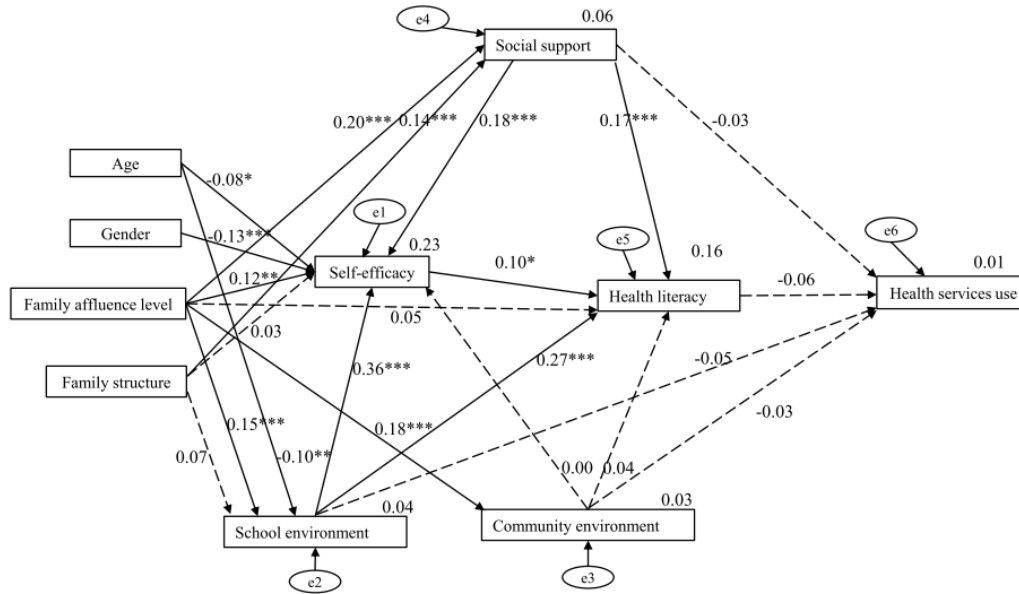 0.06
e4
Social support
0.20***
0.14***
0.18***
0.17***
-0.03
Age
-0.08*
e1
Gender
-0.13***
0.23
e5
0.16
e6
0.01
Self-efficacy
0.10*
0.12**
Health literacy
-0.06
Health services use
Family affluence level
0.05
0.03
Family structure
0.36***
0.27***
-0.05
-0.03
0.15***
0.18***
0.07
-0.10**
0.00
0.04
0.04
0.03
School environment
Community environment
e2
e3